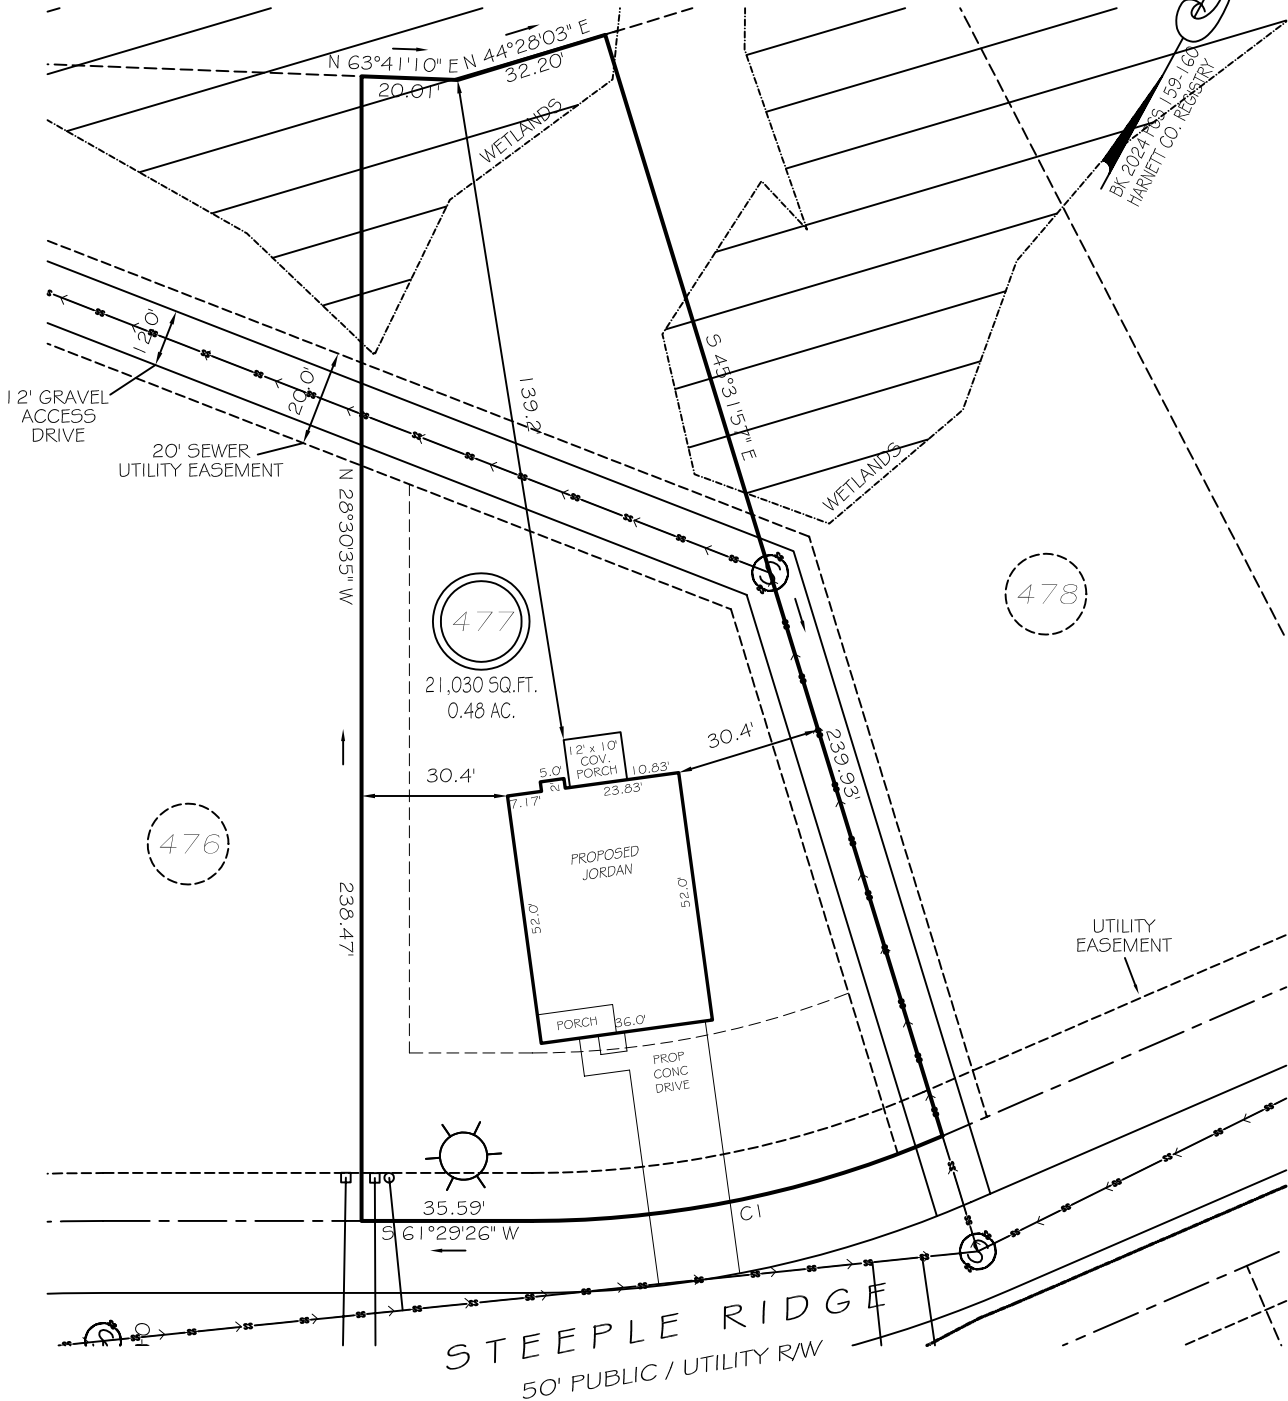 N 63°41'10" E
N 44°28'03" E
20.01'
32.20'
WETLANDS
BK 2024 PGS 159-160
HARNETT CO. REGISTRY
12.0'
20.0'
139.2'
S 45°31'57" E
12' GRAVEL
ACCESS
DRIVE
20' SEWER
UTILITY EASEMENT
WETLANDS
N 28°30'35" W
477
478
21,030 SQ.FT.
0.48 AC.
30.4'
30.4'
239.93'
12' x 10'
COV.
PORCH
5.0'
2'
10.83'
7.17'
23.83'
476
PROPOSED
JORDAN
52.0'
52.0'
238.47'
UTILITY
EASEMENT
PORCH
36.0'
PROP
CONC
DRIVE
35.59'
S 61°29'26" W
C1
STEEPLE RIDGE
50' PUBLIC / UTILITY R/W